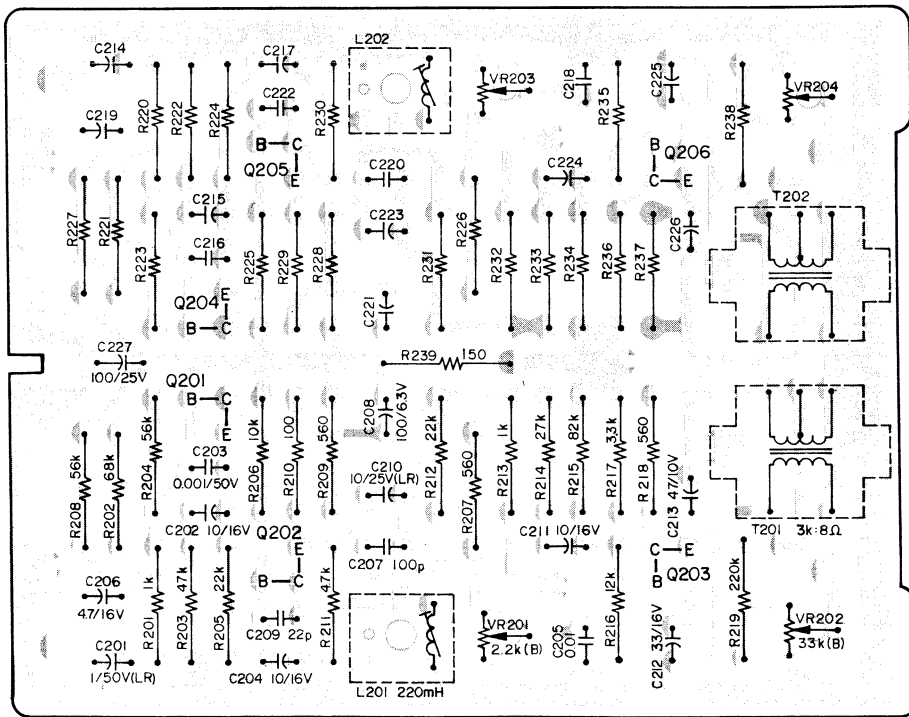 L202
C214
C217
VR203
C218
C225
VR204
R220
R222
R224
C222
R230
R235
R238
C219
B C
E
Q205
B
C E
Q206
C220
C224
T202
R227
R221
R223
C215
C216
R225
R229
R228
C223
R231
R226
R232
R233
R234
R236
R237
C226
Q204
E
B C
C221
C227
100/25V
R239 150
Q201
B C
E
C208
100/6.3V
R208 56k
R202 68k
R204 56k
C203
0.001/50V
R206 10k
R210 100
R209 560
C210
10/25V(LR)
R212 22k
R207 560
R213 1k
R214 27k
R215 82k
R217 33k
R218 560
C213 47/10V
C202 10/16V
Q202
E
B C
C207 100p
C211 10/16V
C E
B
Q203
T201 3k:8Ω
C206
4.7/16V
R201 1k
R203 47k
R205 22k
C209 22p
R211 47k
VR201
2.2k(B)
C205
0.01
R216 12k
C212 33/16V
R219 220k
VR202
33k(B)
C201
1/50V(LR)
C204 10/16V
L201 220mH